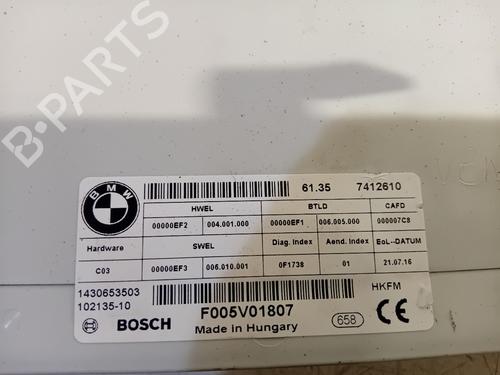 B-PARTS
BMW
61.35 7412610
HWEL BTLD CAFD
00000EF2 004.001.000 00000EF1 006.005.000 000007C8
Hardware SWEL Diag. Index Aend. Index EoL--DATUM
C03 00000EF3 006.010.001 0F1738 01 21.07.16
1430653503
102135-10
F005V01807
HKFM
BOSCH
Made in Hungary
658
CE